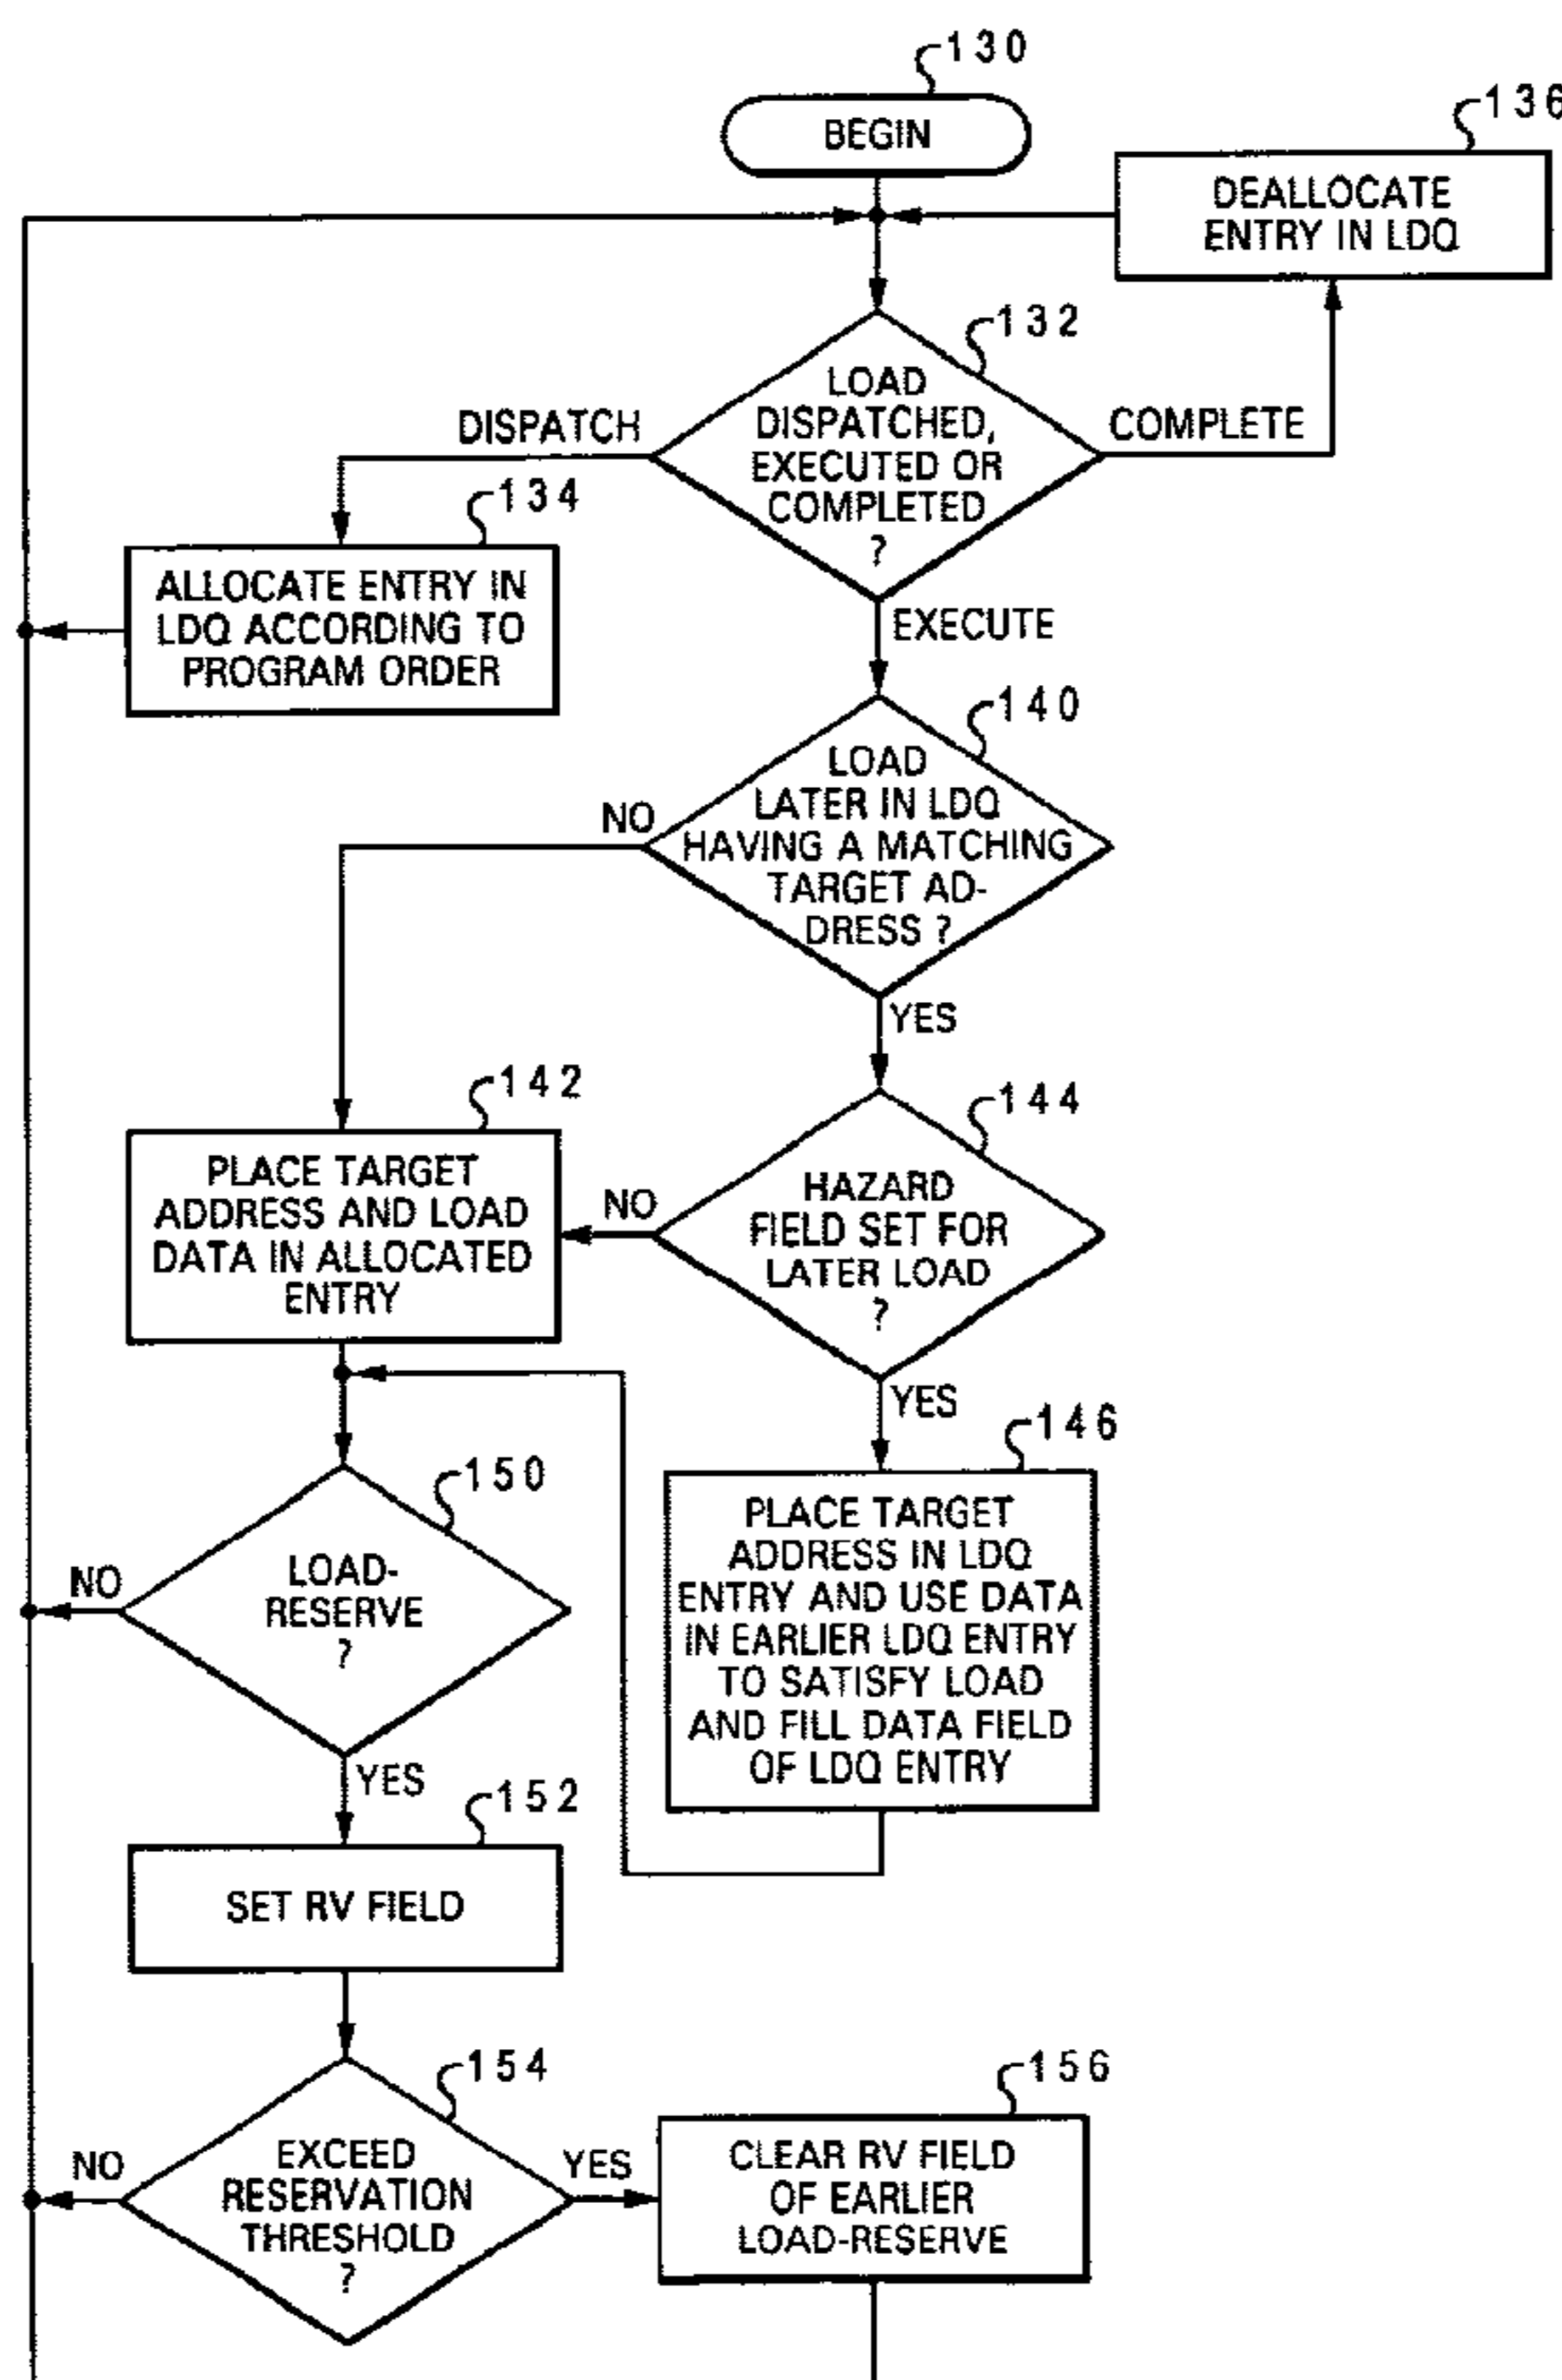 130
BEGIN
136
DEALLOCATE
ENTRY IN LDQ
132
LOAD
DISPATCHED,
EXECUTED OR
COMPLETED
?
DISPATCH
COMPLETE
EXECUTE
134
ALLOCATE ENTRY IN
LDQ ACCORDING TO
PROGRAM ORDER
140
LOAD
LATER IN LDQ
HAVING A MATCHING
TARGET AD-
DRESS ?
NO
YES
142
PLACE TARGET
ADDRESS AND LOAD
DATA IN ALLOCATED
ENTRY
144
HAZARD
FIELD SET FOR
LATER LOAD
?
NO
YES
146
PLACE TARGET
ADDRESS IN LDQ
ENTRY AND USE DATA
IN EARLIER LDQ ENTRY
TO SATISFY LOAD
AND FILL DATA FIELD
OF LDQ ENTRY
150
LOAD-
RESERVE
?
NO
YES
152
SET RV FIELD
154
EXCEED
RESERVATION
THRESHOLD
?
NO
YES
156
CLEAR RV FIELD
OF EARLIER
LOAD-RESERVE